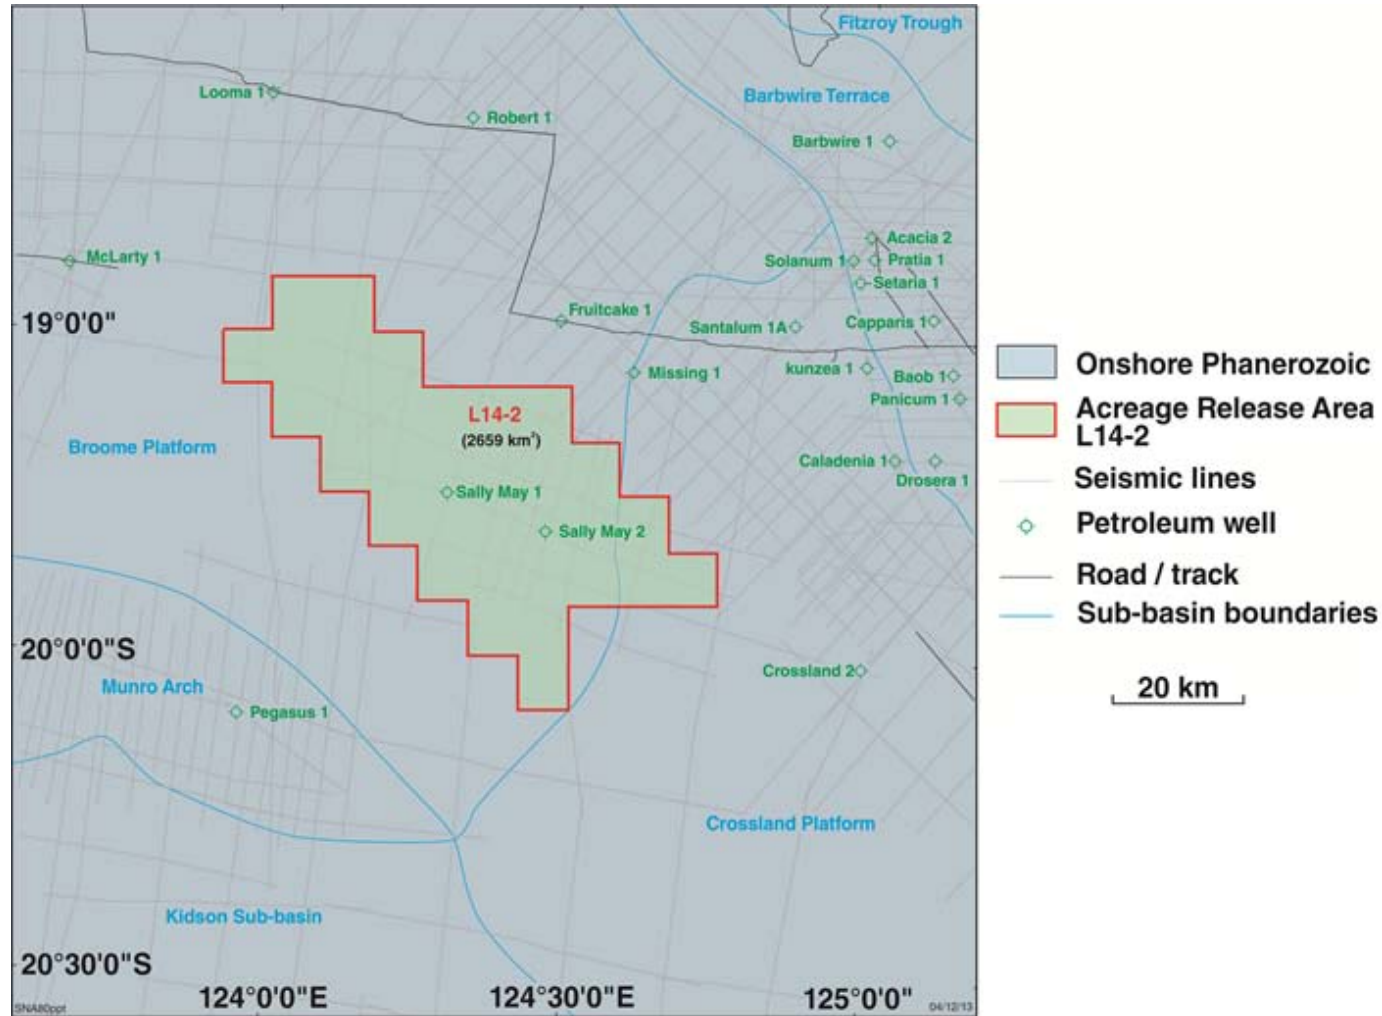 Fitzroy Trough
Looma 1
Robert 1
Barbwire Terrace
Barbwire 1
McLarty 1
Acacia 2
Solanum 1
Pratia 1
Setaria 1
19°0'0"
Fruitcake 1
Santalum 1A
Capparis 1
Missing 1
kunzea 1
Baob 1
Panicum 1
L14-2
(2659 km²)
Broome Platform
Caladenia 1
Drosera 1
Sally May 1
Sally May 2
20°0'0"S
Munro Arch
Pegasus 1
Crossland 2
Crossland Platform
Kidson Sub-basin
20°30'0"S
124°0'0"E
124°30'0"E
125°0'0"
SNA80ppt
04/12/13
Onshore Phanerozoic
Acreage Release Area
L14-2
Seismic lines
Petroleum well
Road / track
Sub-basin boundaries
20 km